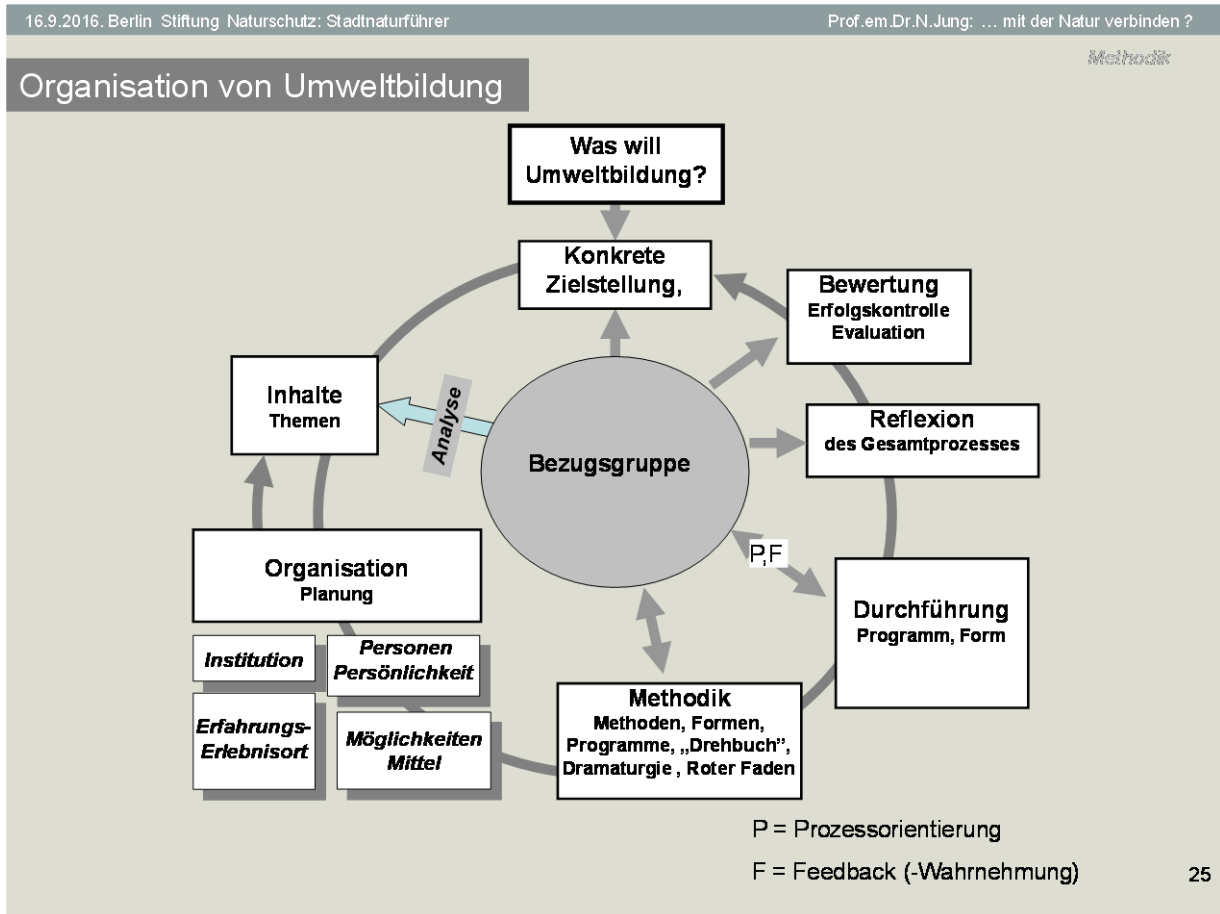 16.9.2016. Berlin Stiftung Naturschutz: Stadtnaturführer
Prof.em.Dr.N.Jung: … mit der Natur verbinden ?
Methodik
Organisation von Umweltbildung
Was will
Umweltbildung?
Konkrete
Zielstellung,
Bewertung
Erfolgskontrolle
Evaluation
Inhalte
Themen
Analyse
Bezugsgruppe
Reflexion
des Gesamtprozesses
Organisation
Planung
P,F
Durchführung
Programm, Form
Institution
Personen
Persönlichkeit
Erfahrungs-
Erlebnisort
Möglichkeiten
Mittel
Methodik
Methoden, Formen,
Programme, „Drehbuch”,
Dramaturgie , Roter Faden
P = Prozessorientierung
F = Feedback (-Wahrnehmung)
25